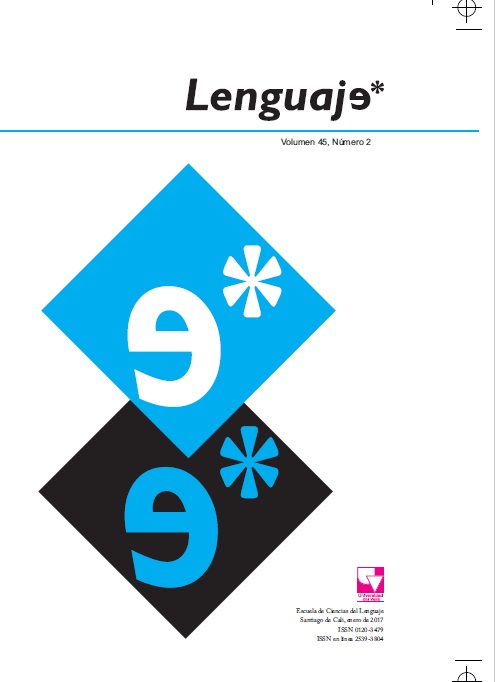 Lenguaje*
Volumen 45, Número 2
e*
e*
Universidad
del Valle
Escuela de Ciencias del Lenguaje
Santiago de Cali, enero de 2017
ISSN 0120-3479
ISSN en línea 2539-3804